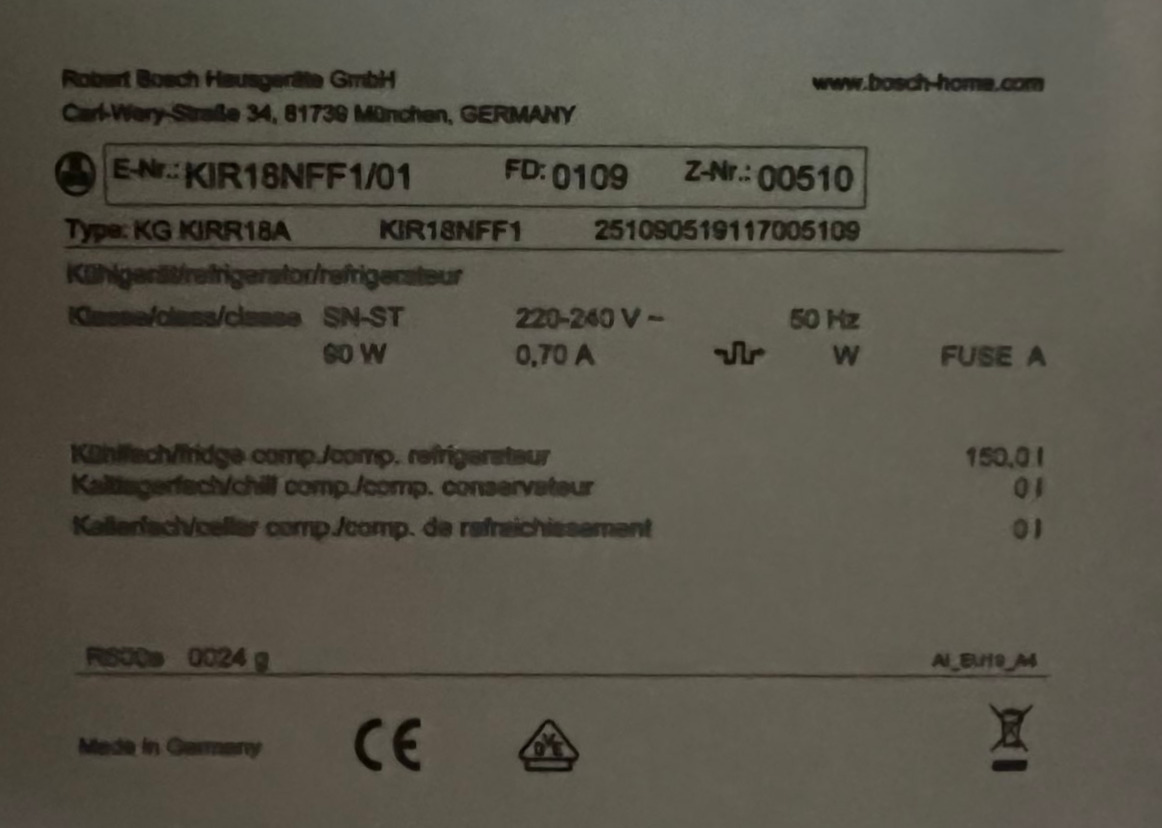 Robert Bosch Hausgeräte GmbH www.bosch-home.com
Carl-Wery-Straße 34, 81739 München, GERMANY
E-Nr.: KIR18NFF1/01 FD: 0109 Z-Nr.: 00510
Type: KG KIRR18A KIR18NFF1 251090519117005109
Kühlgerät/refrigerator/refrigerateur
Klasse/class/classe SN-ST 220-240 V ~ 50 Hz
90 W 0,70 A W FUSE A
Kühlfach/fridge comp./comp. refrigerateur 150,0 l
Kaltlagerfach/chill comp./comp. conservateur 0 l
Kellerfach/cellar comp./comp. de rafraichissement 0 l
R600a 0024 g AI_EU19_A4
Made in Germany CE DVE